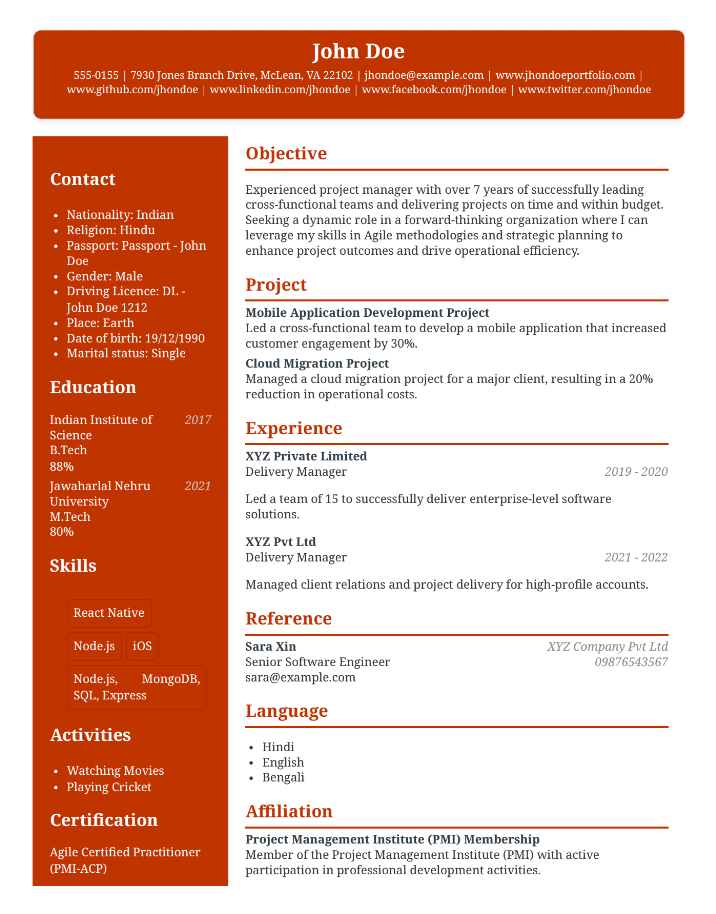 John Doe
555-0155 | 7930 Jones Branch Drive, McLean, VA 22102 | jhondoe@example.com | www.jhondoeportfolio.com |
www.github.com/jhondoe | www.linkedin.com/jhondoe | www.facebook.com/jhondoe | www.twitter.com/jhondoe
Contact
• Nationality: Indian
• Religion: Hindu
• Passport: Passport - John
Doe
• Gender: Male
• Driving Licence: DL -
John Doe 1212
• Place: Earth
• Date of birth: 19/12/1990
• Marital status: Single
Education
Indian Institute of 2017
Science
B.Tech
88%
Jawaharlal Nehru 2021
University
M.Tech
80%
Skills
React Native
Node.js iOS
Node.js, MongoDB,
SQL, Express
Activities
• Watching Movies
• Playing Cricket
Certification
Agile Certified Practitioner
(PMI-ACP)
Objective
Experienced project manager with over 7 years of successfully leading
cross-functional teams and delivering projects on time and within budget.
Seeking a dynamic role in a forward-thinking organization where I can
leverage my skills in Agile methodologies and strategic planning to
enhance project outcomes and drive operational efficiency.
Project
Mobile Application Development Project
Led a cross-functional team to develop a mobile application that increased
customer engagement by 30%.
Cloud Migration Project
Managed a cloud migration project for a major client, resulting in a 20%
reduction in operational costs.
Experience
XYZ Private Limited
Delivery Manager 2019 - 2020
Led a team of 15 to successfully deliver enterprise-level software
solutions.
XYZ Pvt Ltd
Delivery Manager 2021 - 2022
Managed client relations and project delivery for high-profile accounts.
Reference
Sara Xin XYZ Company Pvt Ltd
Senior Software Engineer 09876543567
sara@example.com
Language
• Hindi
• English
• Bengali
Affiliation
Project Management Institute (PMI) Membership
Member of the Project Management Institute (PMI) with active
participation in professional development activities.